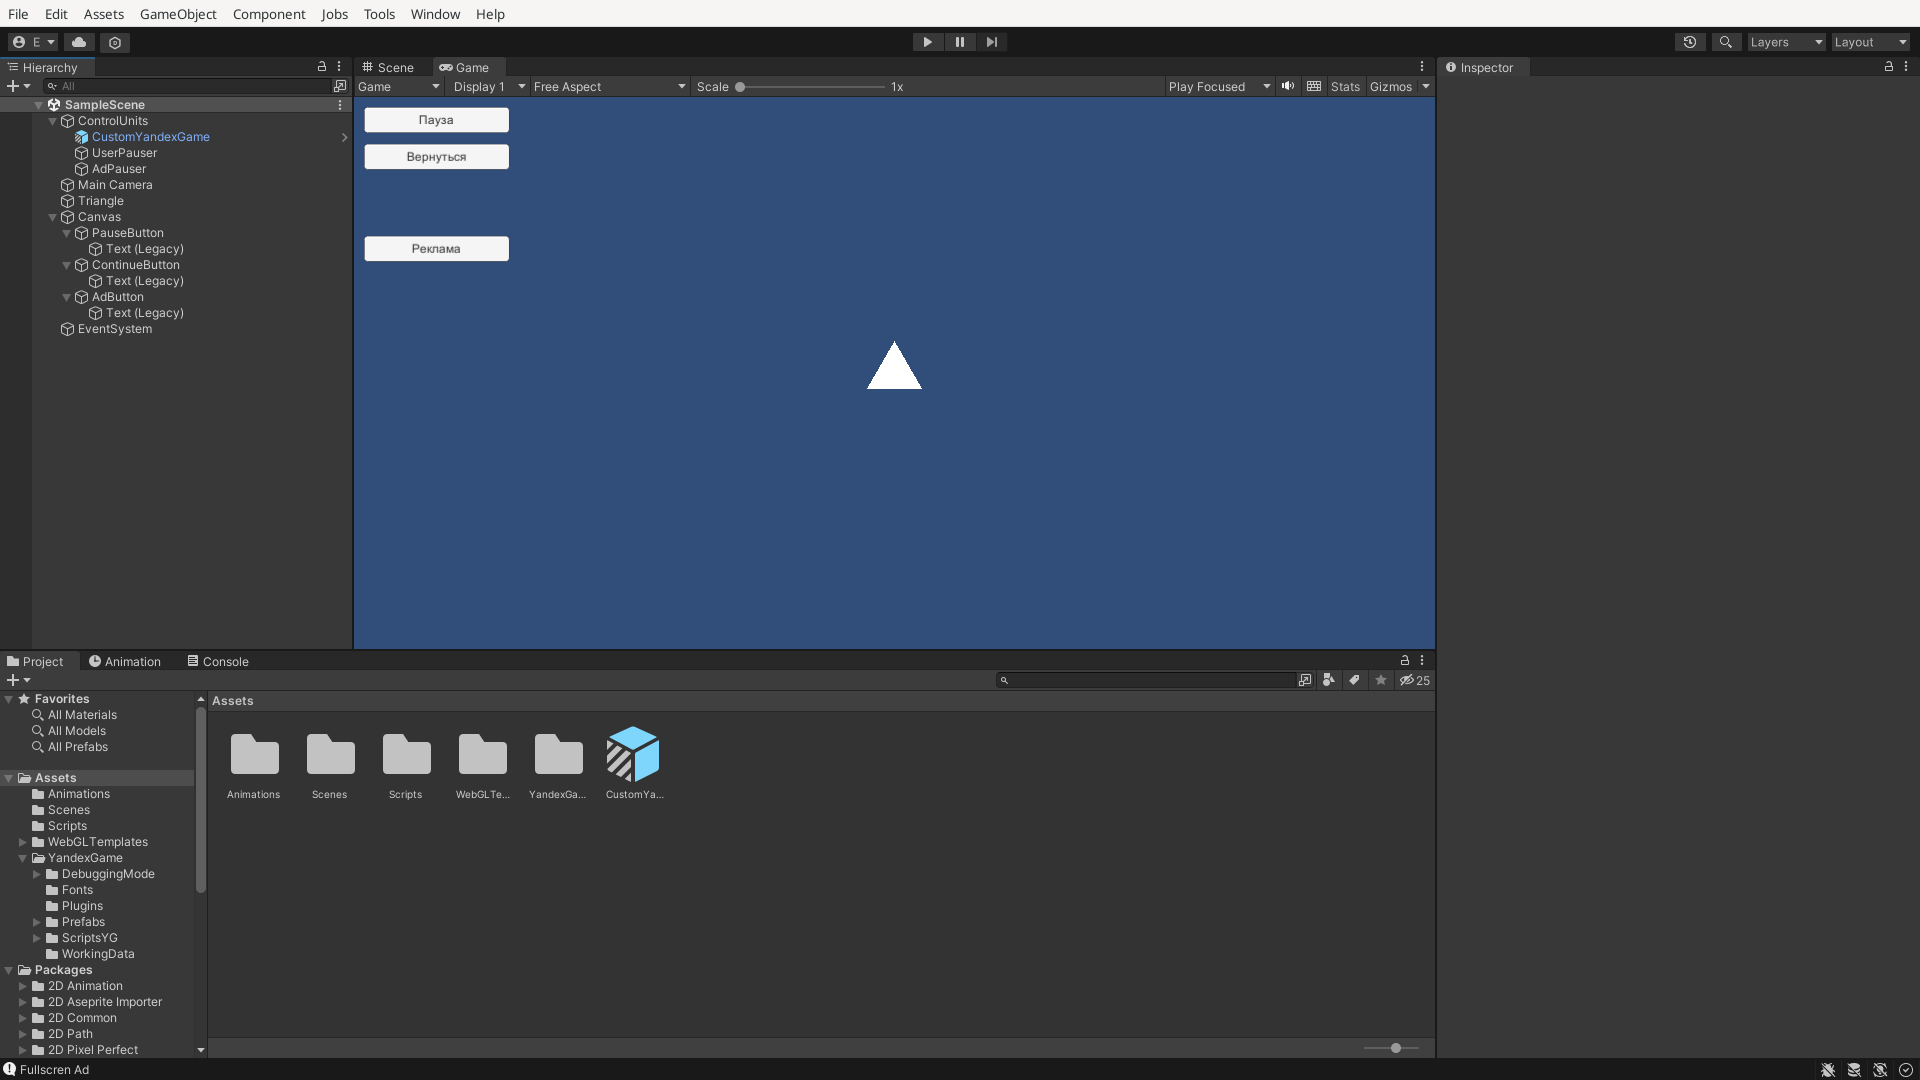 File Edit Assets GameObject Component Jobs Tools Window Help
E Layers Layout
Hierarchy
All
SampleScene
ControlUnits
CustomYandexGame
UserPauser
AdPauser
Main Camera
Triangle
Canvas
PauseButton
Text (Legacy)
ContinueButton
Text (Legacy)
AdButton
Text (Legacy)
EventSystem
Scene Game
Game Display 1 Free Aspect Scale 1x Play Focused Stats Gizmos
Пауза
Вернуться
Реклама
Inspector
Project Animation Console
25
Favorites
All Materials
All Models
All Prefabs
Assets
Animations
Scenes
Scripts
WebGLTemplates
YandexGame
DebuggingMode
Fonts
Plugins
Prefabs
ScriptsYG
WorkingData
Packages
2D Animation
2D Aseprite Importer
2D Common
2D Path
2D Pixel Perfect
Assets
Animations Scenes Scripts WebGLTe... YandexGa... CustomYa...
Fullscren Ad